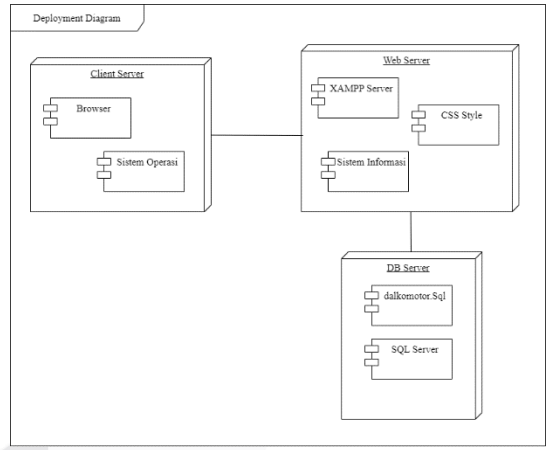 Deployment Diagram
Client Server
Browser
Sistem Operasi
Web Server
XAMPP Server
CSS Style
Sistem Informasi
DB Server
dalkomotor.Sql
SQL Server